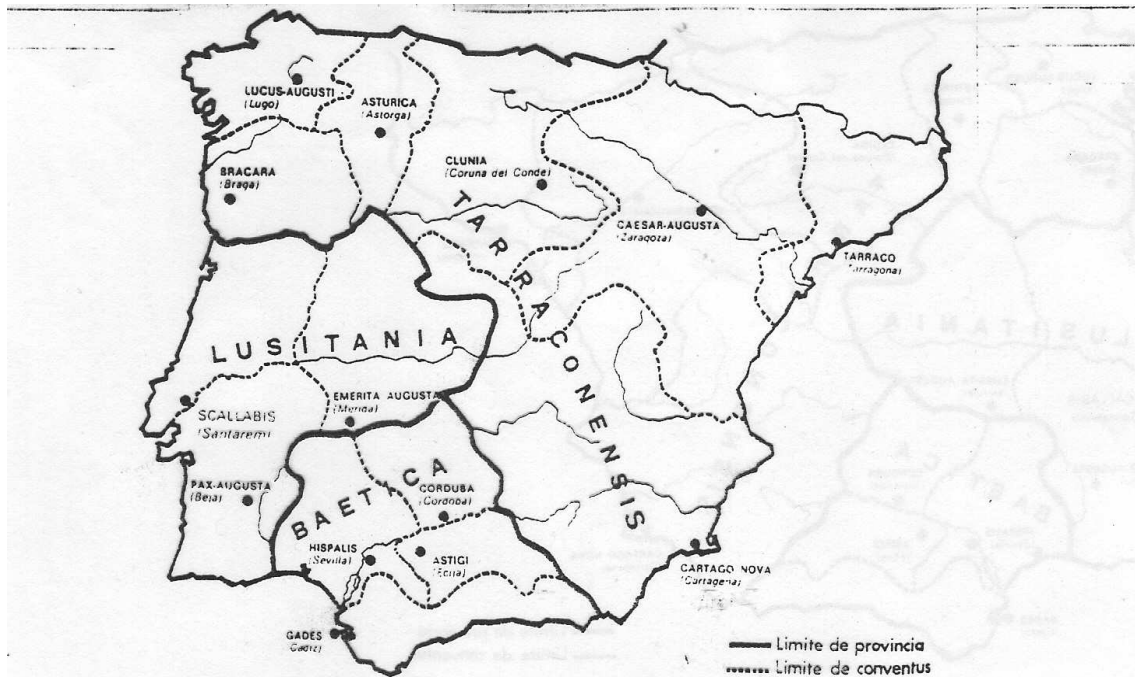 LUCUS-AUGUSTI
(Lugo)
ASTURICA
(Astorga)
BRACARA
(Braga)
CLUNIA
(Coruna del Conde)
CAESAR-AUGUSTA
(Zaragoza)
TARRACO
(Tarragona)
TARRACONENSIS
LUSITANIA
SCALLABIS
(Santarem)
EMERITA AUGUSTA
(Merida)
PAX-AUGUSTA
(Beja)
BAETICA
CORDUBA
(Cordoba)
HISPALIS
(Sevilla)
ASTIGI
(Ecija)
CARTAGO NOVA
(Cartagena)
GADES
(Cadiz)
Limite de provincia
Limite de conventus